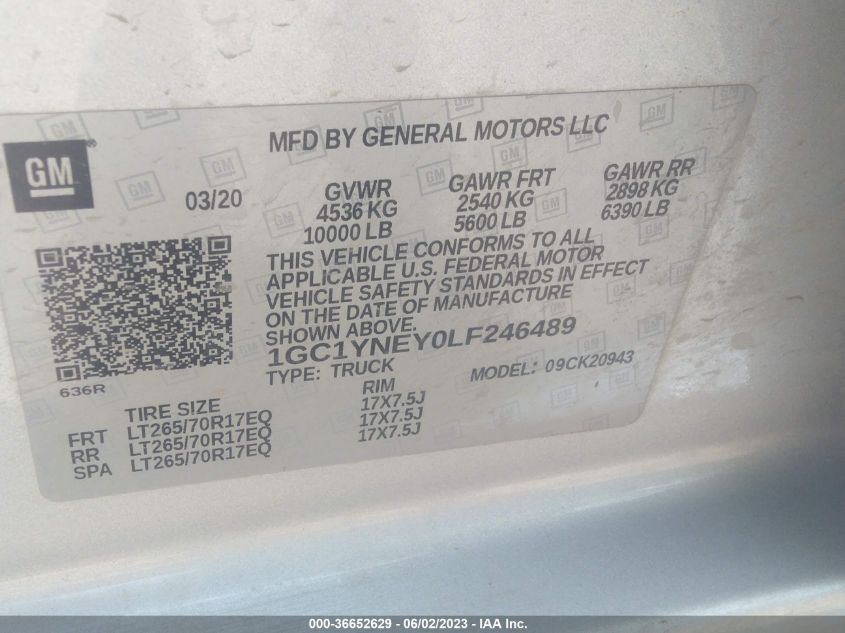 MFD BY GENERAL MOTORS LLC
GM
03/20
GVWR GAWR FRT GAWR RR
4536 KG 2540 KG 2898 KG
10000 LB 5600 LB 6390 LB
THIS VEHICLE CONFORMS TO ALL
APPLICABLE U.S. FEDERAL MOTOR
VEHICLE SAFETY STANDARDS IN EFFECT
ON THE DATE OF MANUFACTURE
SHOWN ABOVE.
1GC1YNEY0LF246489
TYPE: TRUCK MODEL: 09CK20943
636R
TIRE SIZE RIM
FRT LT265/70R17EQ 17X7.5J
RR LT265/70R17EQ 17X7.5J
SPA LT265/70R17EQ 17X7.5J
000-36652629 - 06/02/2023 - IAA Inc.